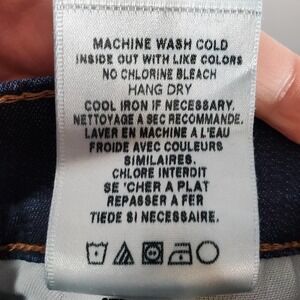 MACHINE WASH COLD
INSIDE OUT WITH LIKE COLORS
NO CHLORINE BLEACH
HANG DRY
COOL IRON IF NECESSARY.
NETTOYAGE A SEC RECOMMANDE.
LAVER EN MACHINE A L'EAU
FROIDE AVEC COULEURS
SIMILAIRES.
CHLORE INTERDIT
SE 'CHER A PLAT
REPASSER A FER
TIEDE SI NECESSAIRE.